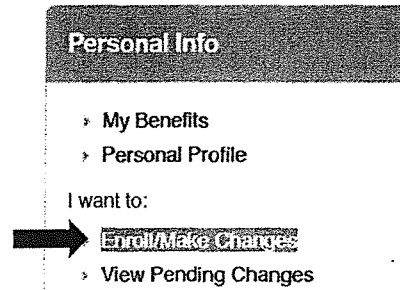 Personal Info
My Benefits
Personal Profile
I want to:
Enroll/Make Changes
View Pending Changes